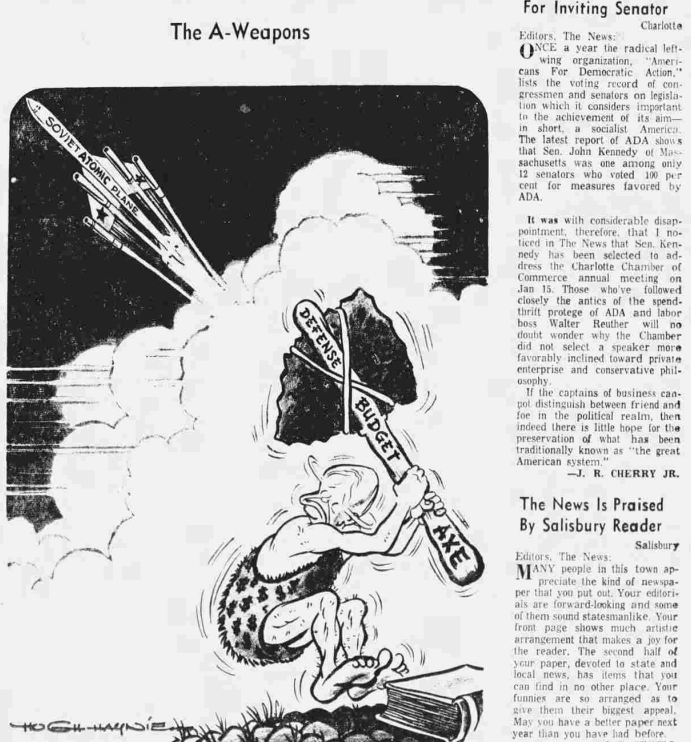 The A-Weapons
SOVIET ATOMIC PLANE
DEFENSE
BUDGET
AXE
HUGH HAYNIE
For Inviting Senator
Charlotte
Editors, The News:
ONCE a year the radical left-
wing organization, "Ameri-
cans For Democratic Action,"
lists the voting record of con-
gressmen and senators on legisla-
tion which it considers important
to the achievement of its aim—
in short, a socialist America.
The latest report of ADA shows
that Sen. John Kennedy of Mas-
sachusetts was one among only
12 senators who voted 100 per
cent for measures favored by
ADA.
It was with considerable disap-
pointment, therefore, that I no-
ticed in The News that Sen. Ken-
nedy has been selected to ad-
dress the Charlotte Chamber of
Commerce annual meeting on
Jan 15. Those who've followed
closely the antics of the spend-
thrift protege of ADA and labor
boss Walter Reuther will no
doubt wonder why the Chamber
did not select a speaker more
favorably inclined toward private
enterprise and conservative phil-
osophy.
If the captains of business can-
not distinguish between friend and
foe in the political realm, then
indeed there is little hope for the
preservation of what has been
traditionally known as "the great
American system."
—J. R. CHERRY JR.
The News Is Praised
By Salisbury Reader
Salisbury
Editors, The News:
MANY people in this town ap-
preciate the kind of newspa-
per that you put out. Your editori-
als are forward-looking and some
of them sound statesmanlike. Your
front page shows much artistic
arrangement that makes a joy for
the reader. The second half of
your paper, devoted to state and
local news, has items that you
can find in no other place. Your
funnies are so arranged as to
give them their biggest appeal.
May you have a better paper next
year than you have had before.